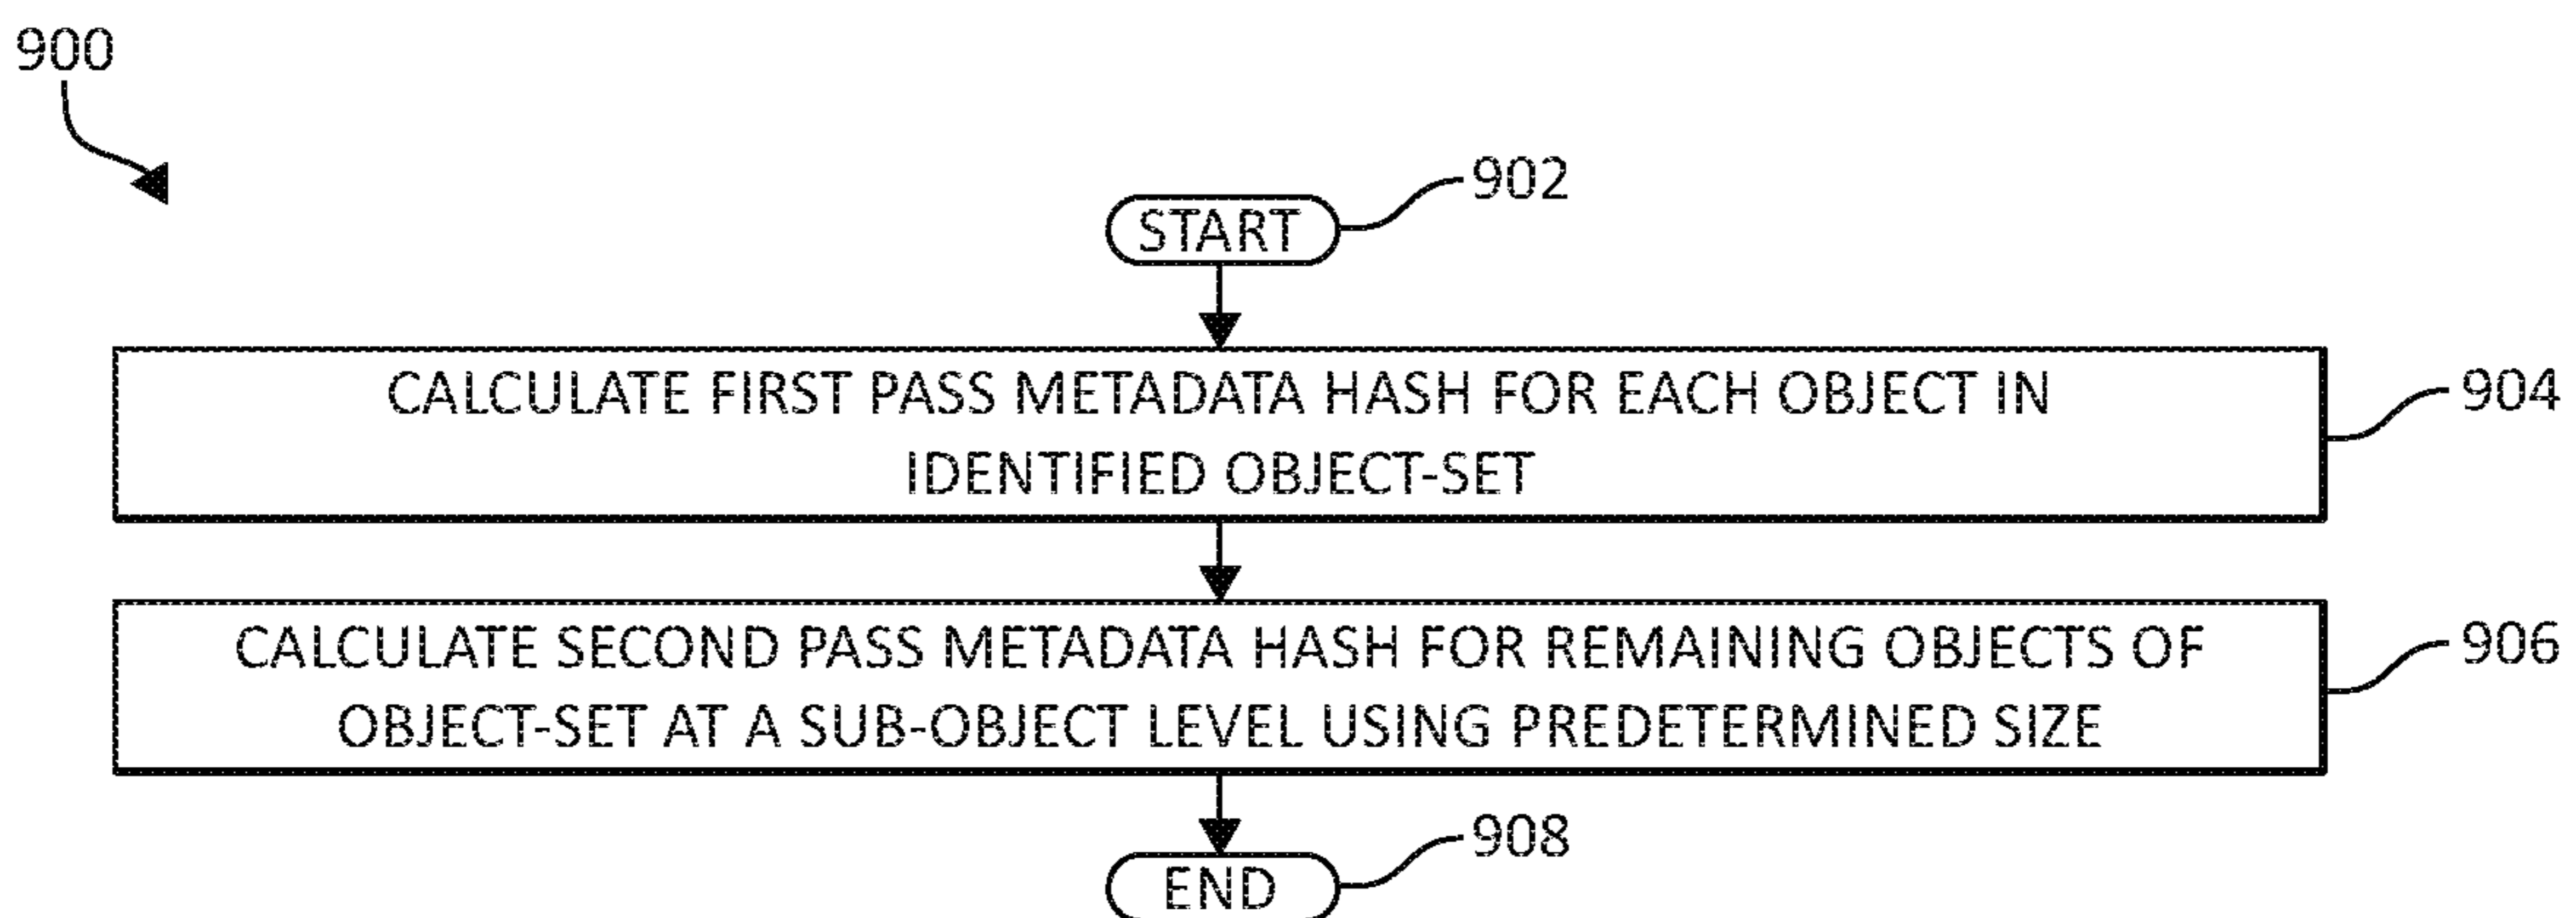 900
902
START
CALCULATE FIRST PASS METADATA HASH FOR EACH OBJECT IN
IDENTIFIED OBJECT-SET
904
CALCULATE SECOND PASS METADATA HASH FOR REMAINING OBJECTS OF
OBJECT-SET AT A SUB-OBJECT LEVEL USING PREDETERMINED SIZE
906
908
END